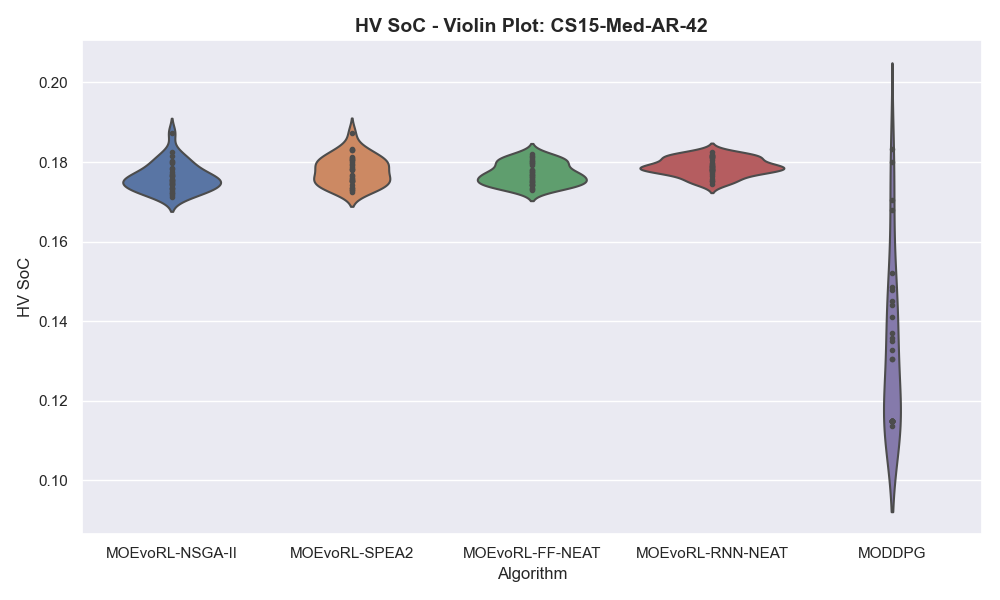 HV SoC - Violin Plot: CS15-Med-AR-42
0.20
0.18
0.16
0.14
0.12
0.10
HV SoC
MOEvoRL-NSGA-II MOEvoRL-SPEA2 MOEvoRL-FF-NEAT MOEvoRL-RNN-NEAT MODDPG
Algorithm